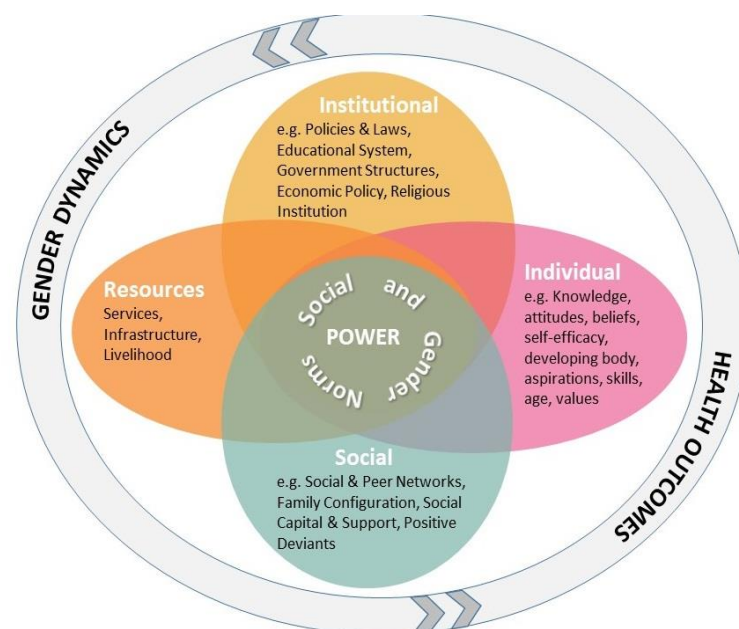 GENDER DYNAMICS
Institutional
e.g. Policies & Laws,
Educational System,
Government Structures,
Economic Policy, Religious
Institution
Resources
Services,
Infrastructure,
Livelihood
Individual
e.g. Knowledge,
attitudes, beliefs,
self-efficacy,
developing body,
aspirations, skills,
age, values
Social and Gender Norms
POWER
Social
e.g. Social & Peer Networks,
Family Configuration, Social
Capital & Support, Positive
Deviants
HEALTH OUTCOMES